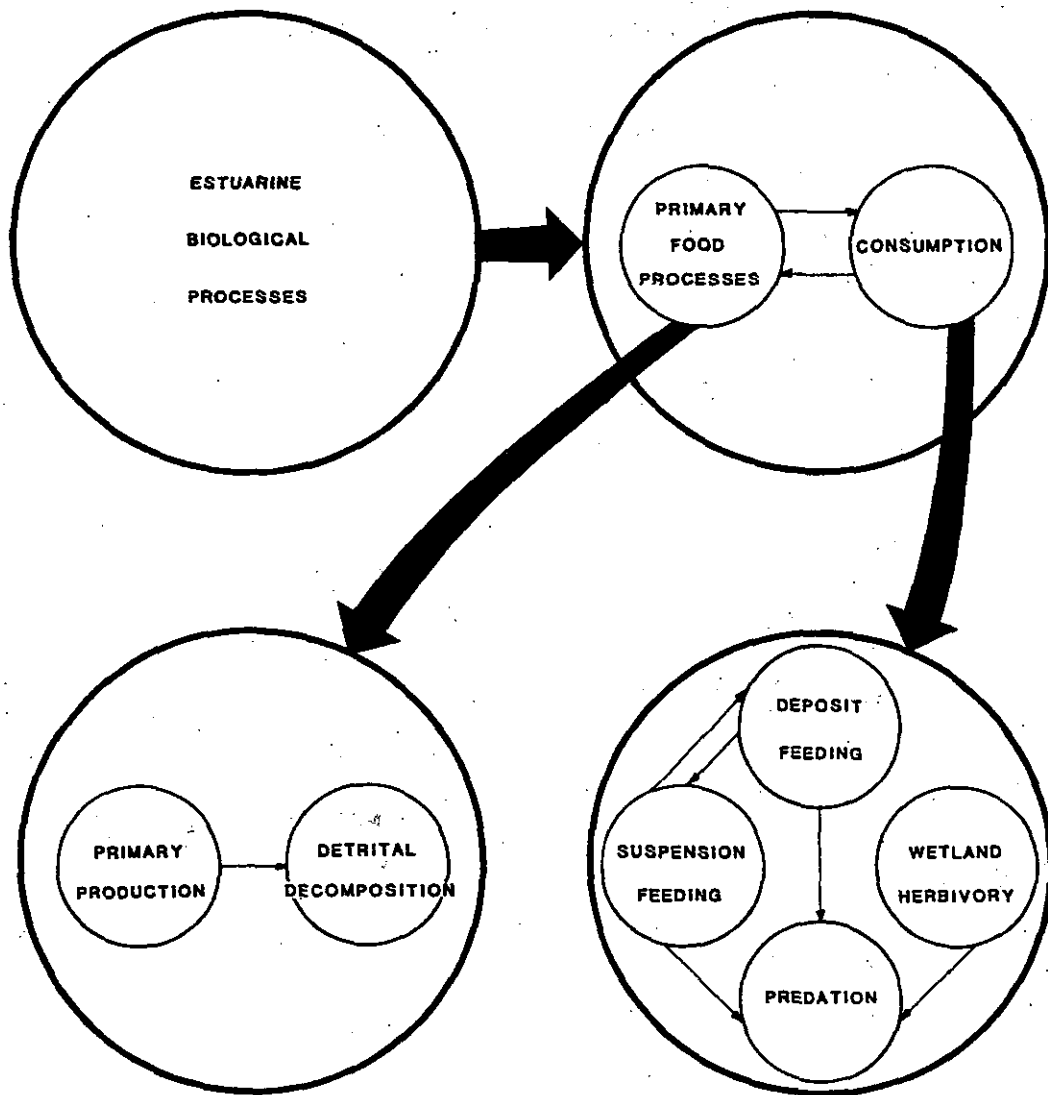 ESTUARINE
BIOLOGICAL
PROCESSES
PRIMARY
FOOD
PROCESSES
CONSUMPTION
PRIMARY
PRODUCTION
DETRITAL
DECOMPOSITION
DEPOSIT
FEEDING
SUSPENSION
FEEDING
WETLAND
HERBIVORY
PREDATION